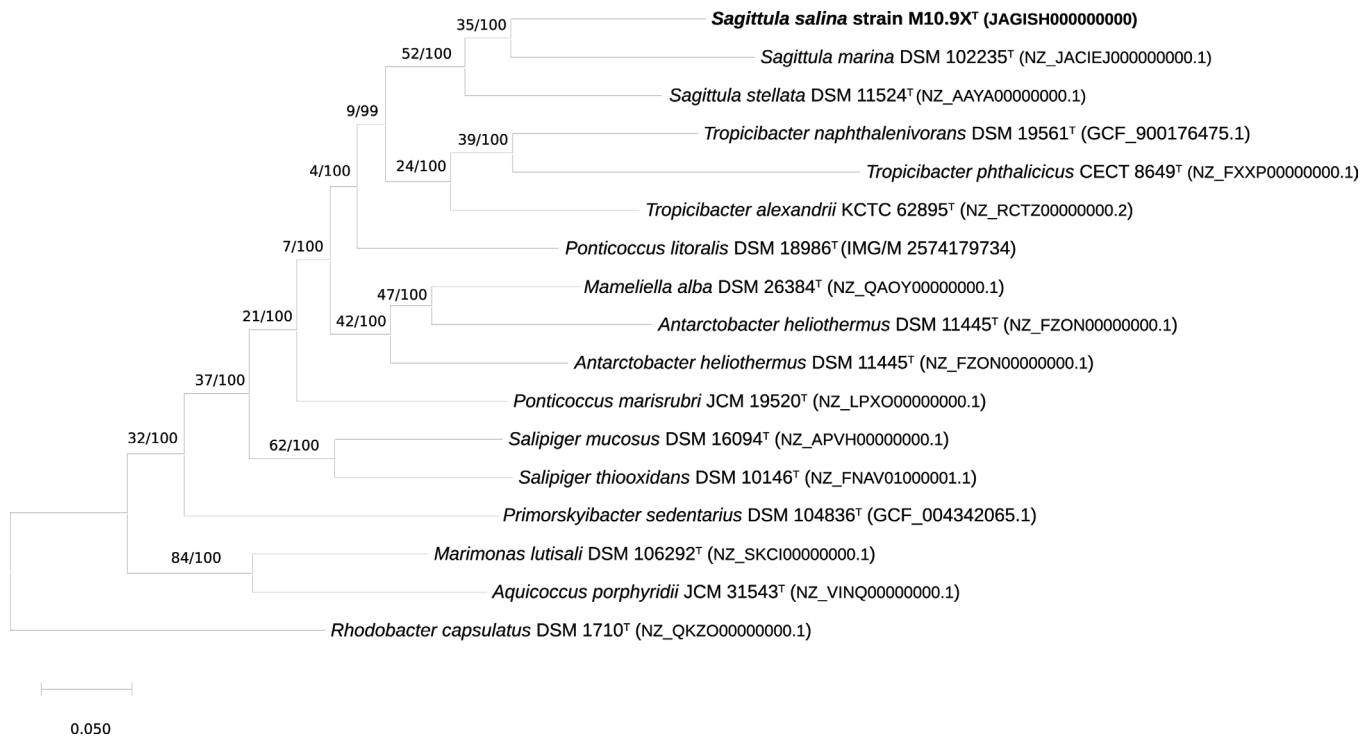 35/100
Sagittula salina strain M10.9Xᵀ (JAGISH000000000)
52/100
Sagittula marina DSM 102235ᵀ (NZ_JACIEJ000000000.1)
Sagittula stellata DSM 11524ᵀ (NZ_AAYA00000000.1)
9/99
39/100
Tropicibacter naphthalenivorans DSM 19561ᵀ (GCF_900176475.1)
24/100
4/100
Tropicibacter phthalicicus CECT 8649ᵀ (NZ_FXXP00000000.1)
Tropicibacter alexandrii KCTC 62895ᵀ (NZ_RCTZ00000000.2)
7/100
Ponticoccus litoralis DSM 18986ᵀ (IMG/M 2574179734)
47/100
Mameliella alba DSM 26384ᵀ (NZ_QAOY00000000.1)
21/100
42/100
Antarctobacter heliothermus DSM 11445ᵀ (NZ_FZON00000000.1)
Antarctobacter heliothermus DSM 11445ᵀ (NZ_FZON00000000.1)
37/100
Ponticoccus marisrubri JCM 19520ᵀ (NZ_LPXO00000000.1)
32/100
62/100
Salipiger mucosus DSM 16094ᵀ (NZ_APVH00000000.1)
Salipiger thiooxidans DSM 10146ᵀ (NZ_FNAV01000001.1)
Primorskyibacter sedentarius DSM 104836ᵀ (GCF_004342065.1)
84/100
Marimonas lutisali DSM 106292ᵀ (NZ_SKCI00000000.1)
Aquicoccus porphyridii JCM 31543ᵀ (NZ_VINQ00000000.1)
Rhodobacter capsulatus DSM 1710ᵀ (NZ_QKZO00000000.1)
0.050